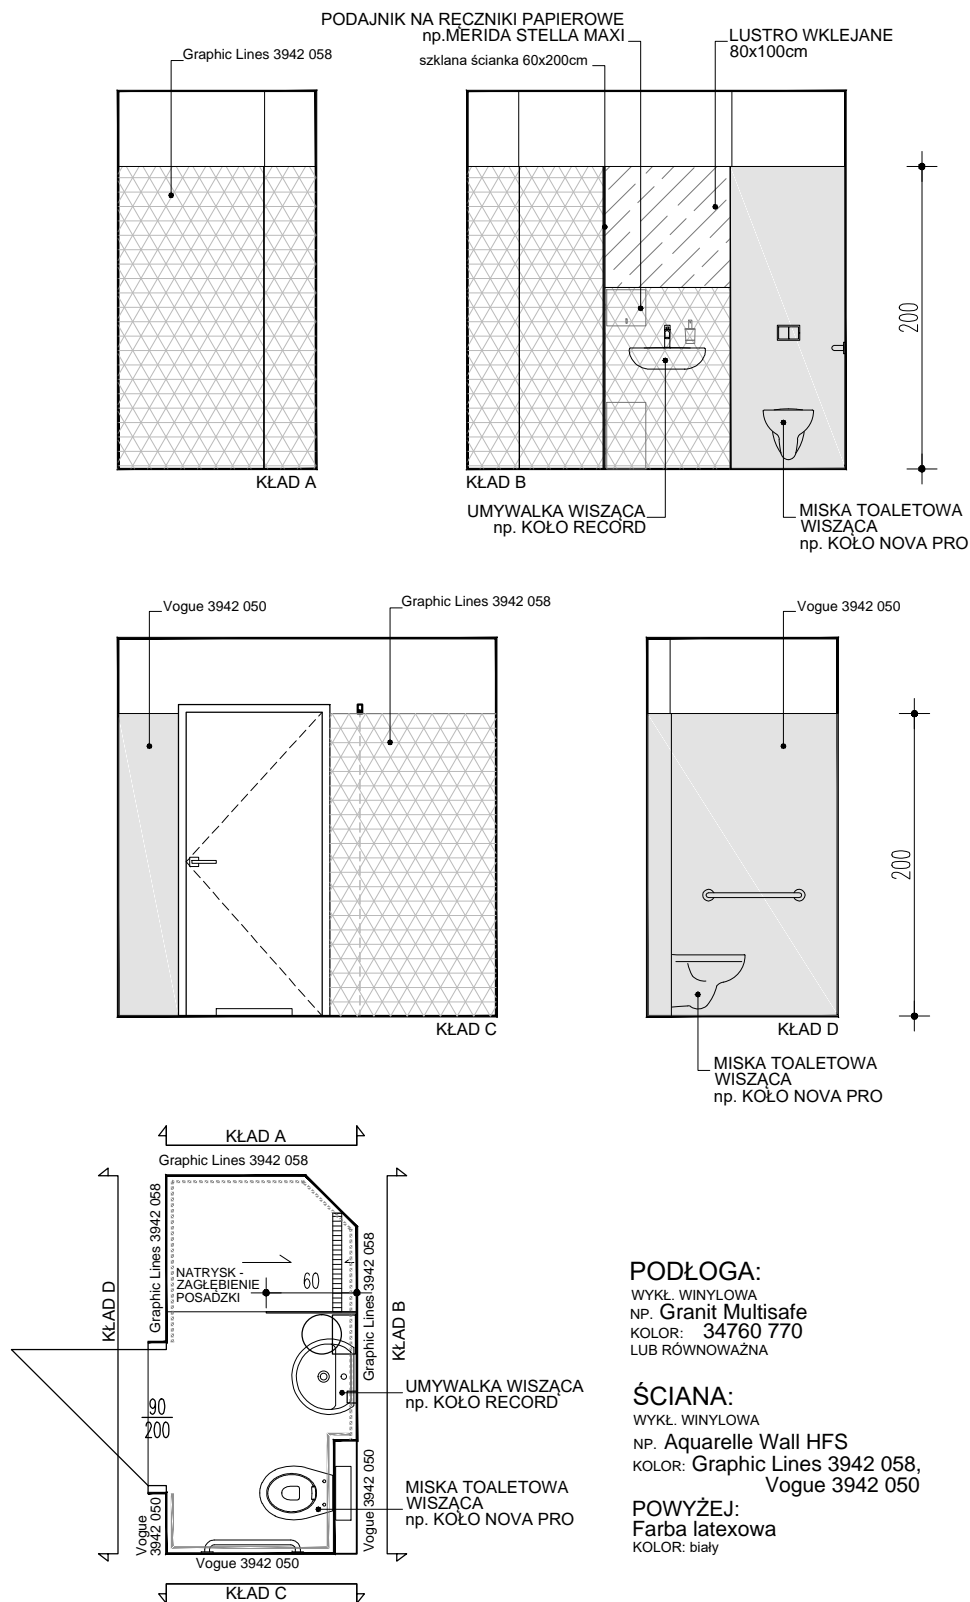 PODAJNIK NA RĘCZNIKI PAPIEROWE
np.MERIDA STELLA MAXI
LUSTRO WKLEJANE
80x100cm
Graphic Lines 3942 058
szklana ścianka 60x200cm
200
KŁAD A
KŁAD B
UMYWALKA WISZĄCA
np. KOŁO RECORD
MISKA TOALETOWA
WISZĄCA
np. KOŁO NOVA PRO
Vogue 3942 050
Graphic Lines 3942 058
Vogue 3942 050
200
KŁAD C
KŁAD D
MISKA TOALETOWA
WISZĄCA
np. KOŁO NOVA PRO
KŁAD A
Graphic Lines 3942 058
KŁAD D
Graphic Lines 3942 058
NATRYSK -
ZAGŁĘBIENIE
POSADZKI
60
Graphic Lines 3942 058
KŁAD B
90
200
UMYWALKA WISZĄCA
np. KOŁO RECORD
MISKA TOALETOWA
WISZĄCA
np. KOŁO NOVA PRO
Vogue
3942 050
Vogue 3942 050
Vogue 3942 050
KŁAD C
PODŁOGA:
WYKŁ. WINYLOWA
NP. Granit Multisafe
KOLOR: 34760 770
LUB RÓWNOWAŻNA
ŚCIANA:
WYKŁ. WINYLOWA
NP. Aquarelle Wall HFS
KOLOR: Graphic Lines 3942 058,
Vogue 3942 050
POWYŻEJ:
Farba latexowa
KOLOR: biały